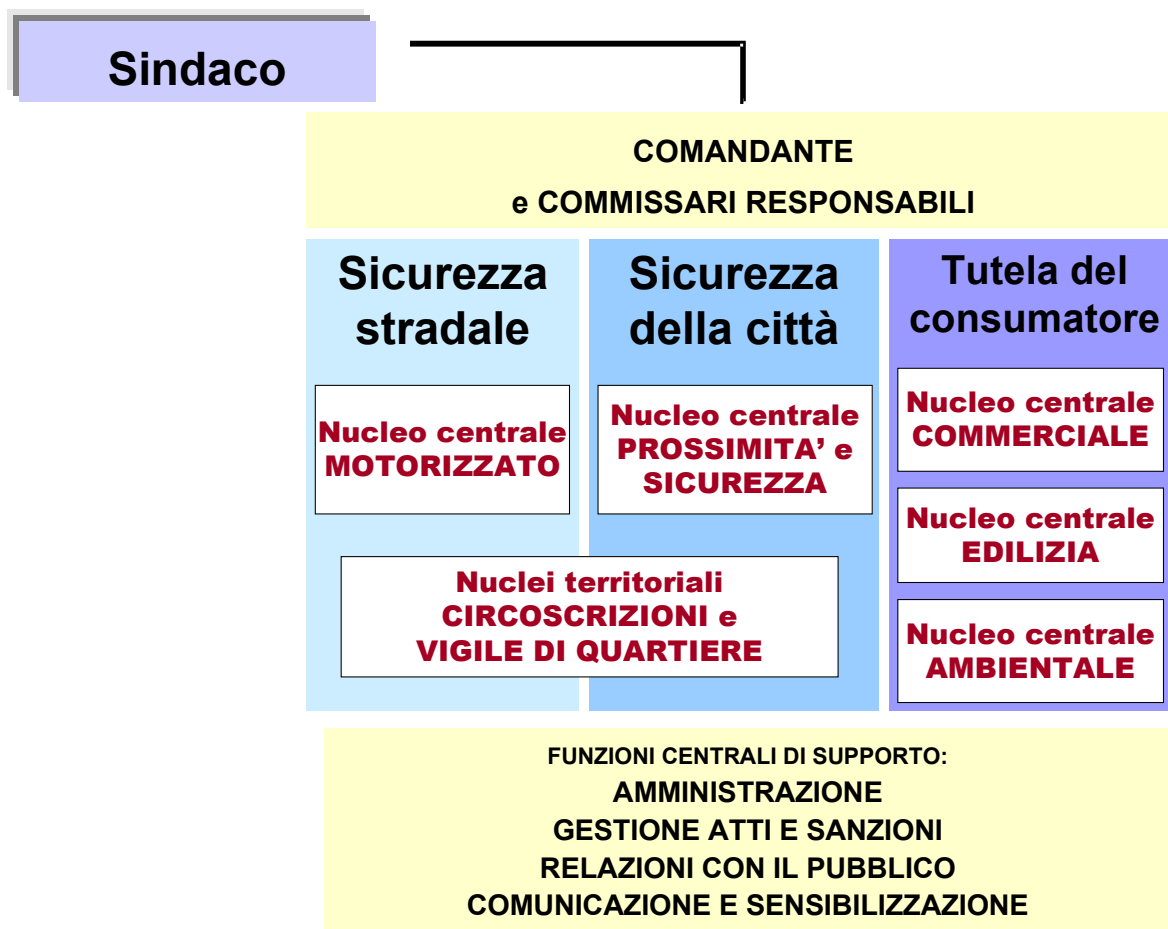 Sindaco
COMANDANTE
e COMMISSARI RESPONSABILI
Sicurezza
stradale
Nucleo centrale
MOTORIZZATO
Sicurezza
della città
Nucleo centrale
PROSSIMITA’ e
SICUREZZA
Nuclei territoriali
CIRCOSCRIZIONI e
VIGILE DI QUARTIERE
Tutela del
consumatore
Nucleo centrale
COMMERCIALE
Nucleo centrale
EDILIZIA
Nucleo centrale
AMBIENTALE
FUNZIONI CENTRALI DI SUPPORTO:
AMMINISTRAZIONE
GESTIONE ATTI E SANZIONI
RELAZIONI CON IL PUBBLICO
COMUNICAZIONE E SENSIBILIZZAZIONE